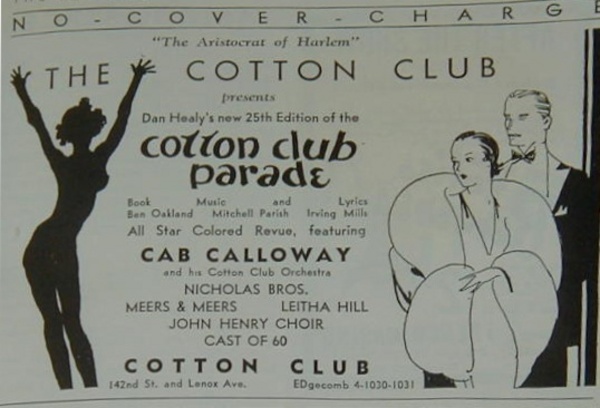 NO-COVER-CHARGE
"The Aristocrat of Harlem"
THE COTTON CLUB
presents
Dan Healy's new 25th Edition of the
cotton club
parade
Book Music and Lyrics
Ben Oakland Mitchell Parish Irving Mills
All Star Colored Revue, featuring
CAB CALLOWAY
and his Cotton Club Orchestra
NICHOLAS BROS.
MEERS & MEERS LEITHA HILL
JOHN HENRY CHOIR
CAST OF 60
COTTON CLUB
142nd St. and Lenox Ave. EDgecomb 4-1030-1031